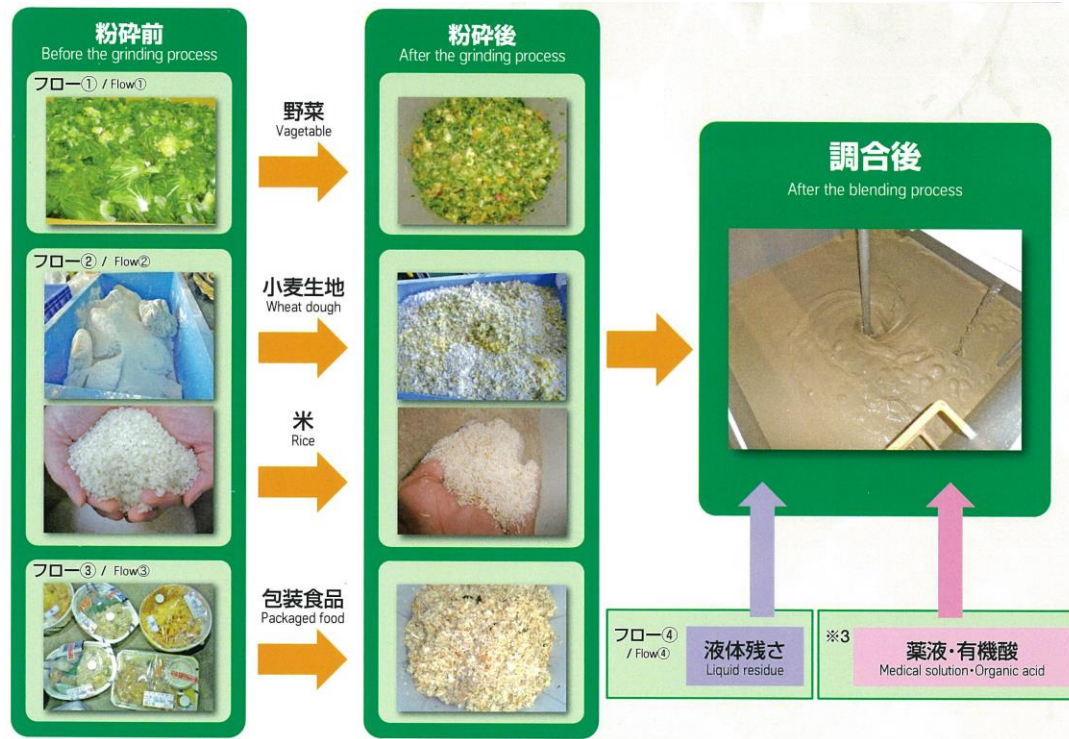 粉砕前
Before the grinding process
フロー① / Flow①
フロー② / Flow②
フロー③ / Flow③
野菜
Vagetable
小麦生地
Wheat dough
米
Rice
包装食品
Packaged food
粉砕後
After the grinding process
調合後
After the blending process
フロー④
/ Flow④
液体残さ
Liquid residue
※3
薬液・有機酸
Medical solution・Organic acid